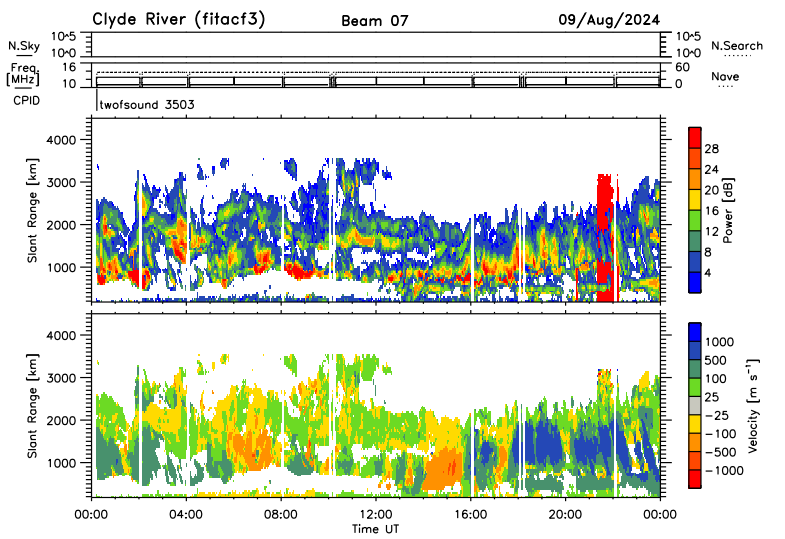 Clyde River (fitacf3) Beam 07 09/Aug/2024
N.Sky 10^5 10^5 N.Search
10^0 10^0
Freq. 16 60 Nave
[MHz] 10 0
CPID twofsound 3503
Slant Range [km]
4000
3000
2000
1000
Power [dB]
28
24
20
16
12
8
4
Slant Range [km]
4000
3000
2000
1000
Velocity [m s⁻¹]
1000
500
100
25
−25
−100
−500
−1000
00:00 04:00 08:00 12:00 16:00 20:00 00:00
Time UT